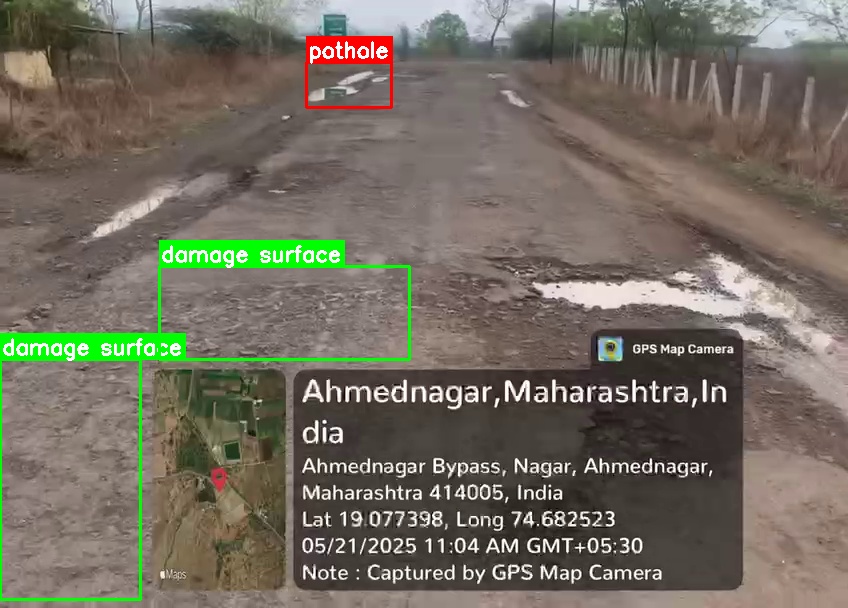 pothole
damage surface
damage surface
GPS Map Camera
Ahmednagar,Maharashtra,In
dia
Ahmednagar Bypass, Nagar, Ahmednagar,
Maharashtra 414005, India
Lat 19.077398, Long 74.682523
05/21/2025 11:04 AM GMT+05:30
Note : Captured by GPS Map Camera
Maps